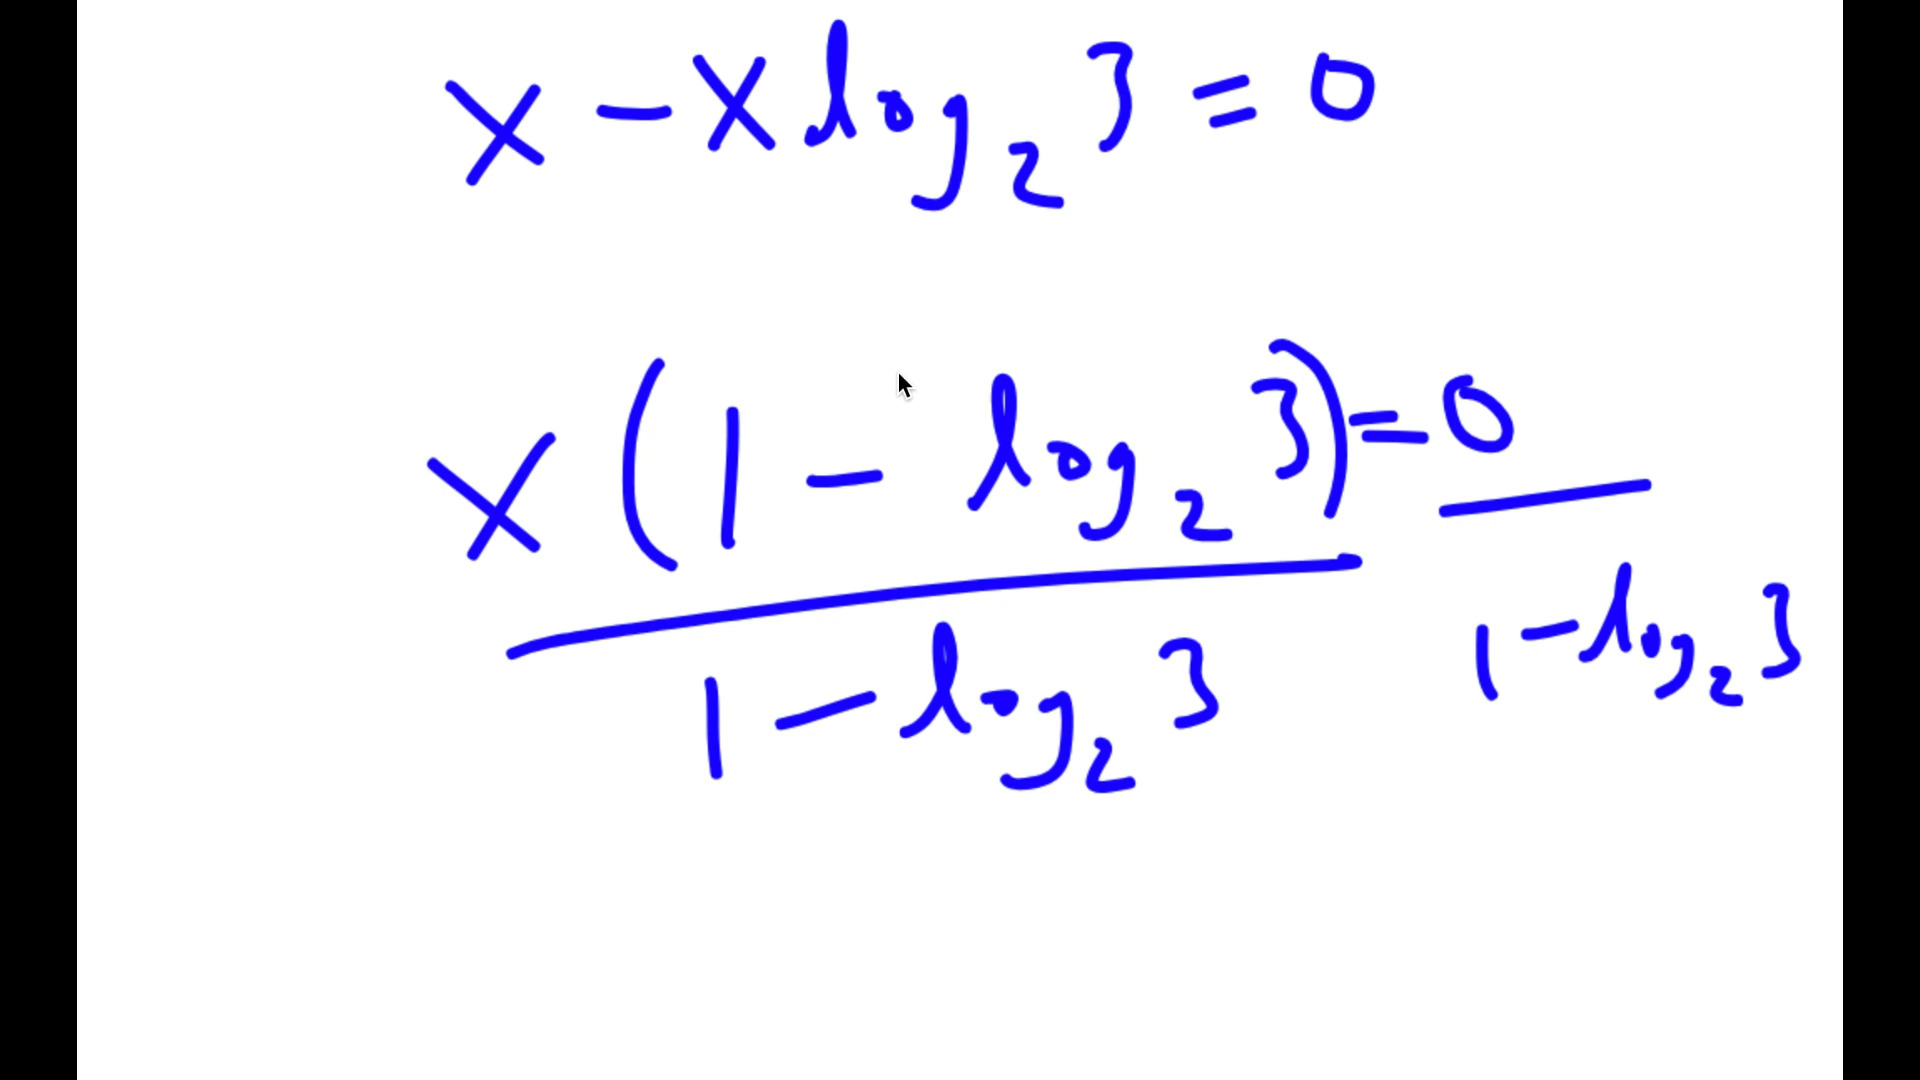 x - x log₂ 3 = 0
x (1 - log₂ 3) = 0
1 - log₂ 3 1 - log₂ 3